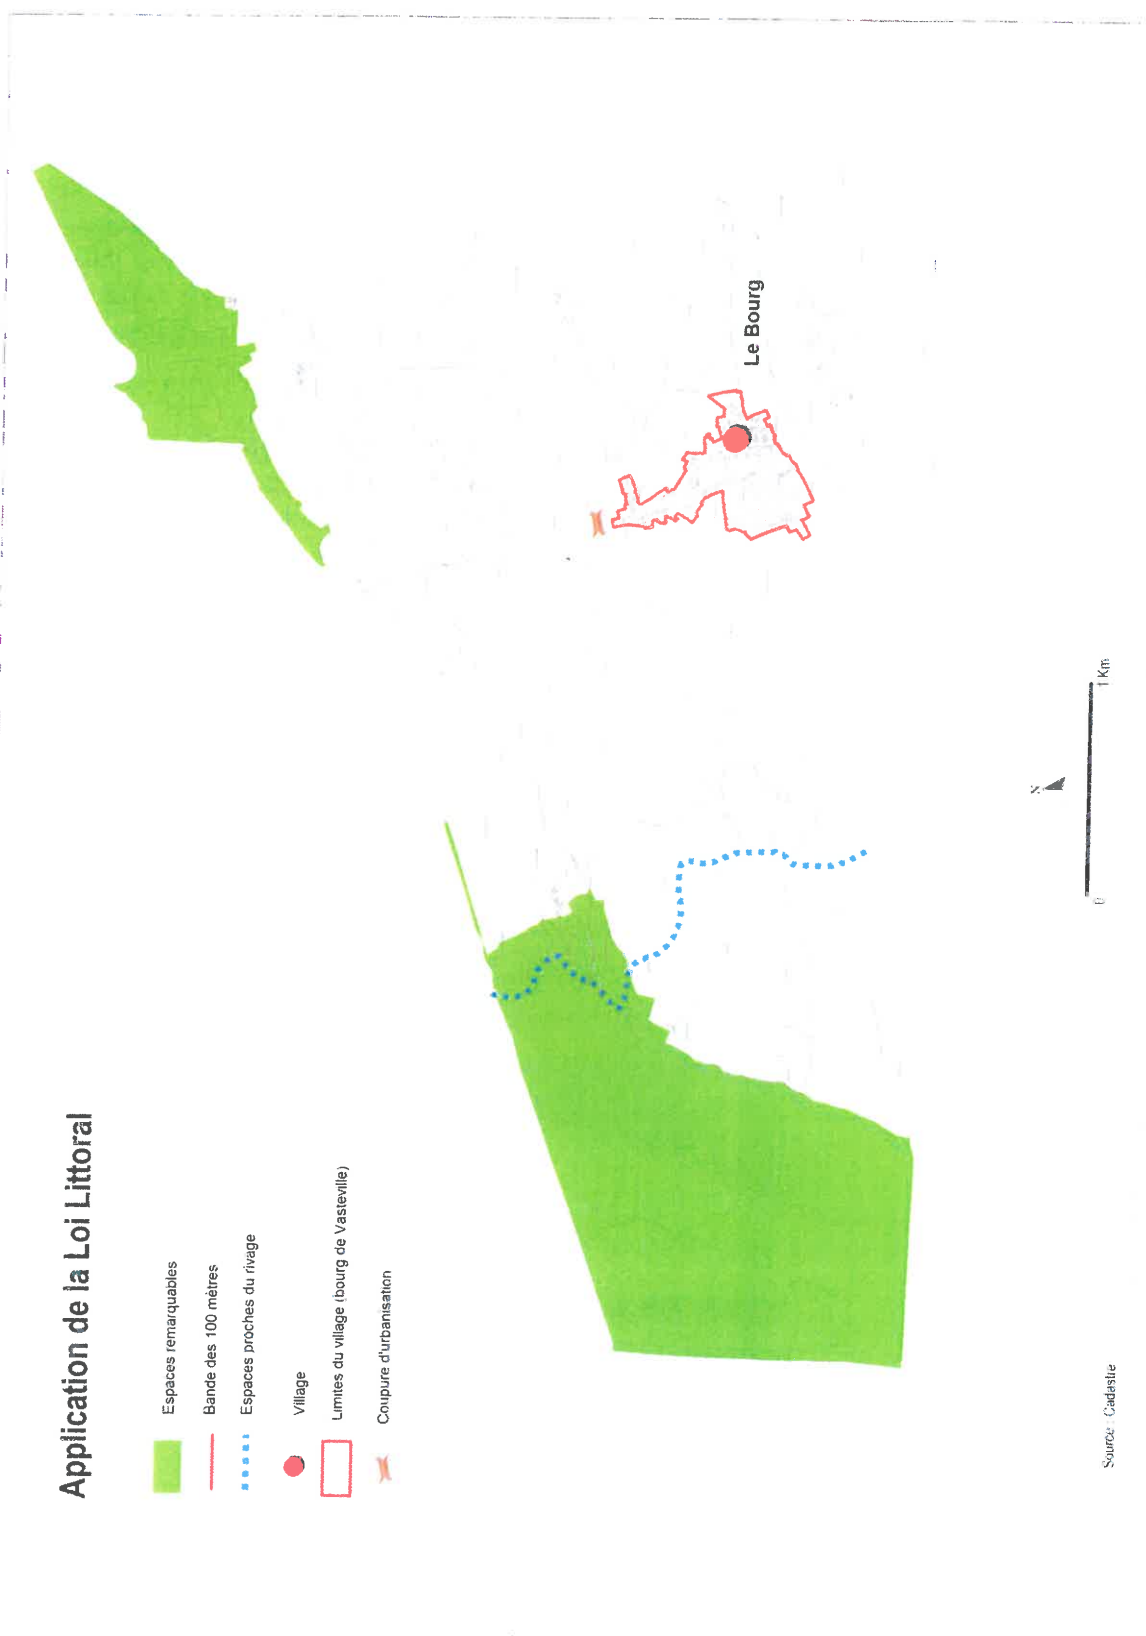 Application de la Loi Littoral
Espaces remarquables
Bande des 100 mètres
Espaces proches du rivage
Village
Limites du village (bourg de Vasteville)
Coupure d'urbanisation
Le Bourg
N
0
1 Km
Source : Cadastre